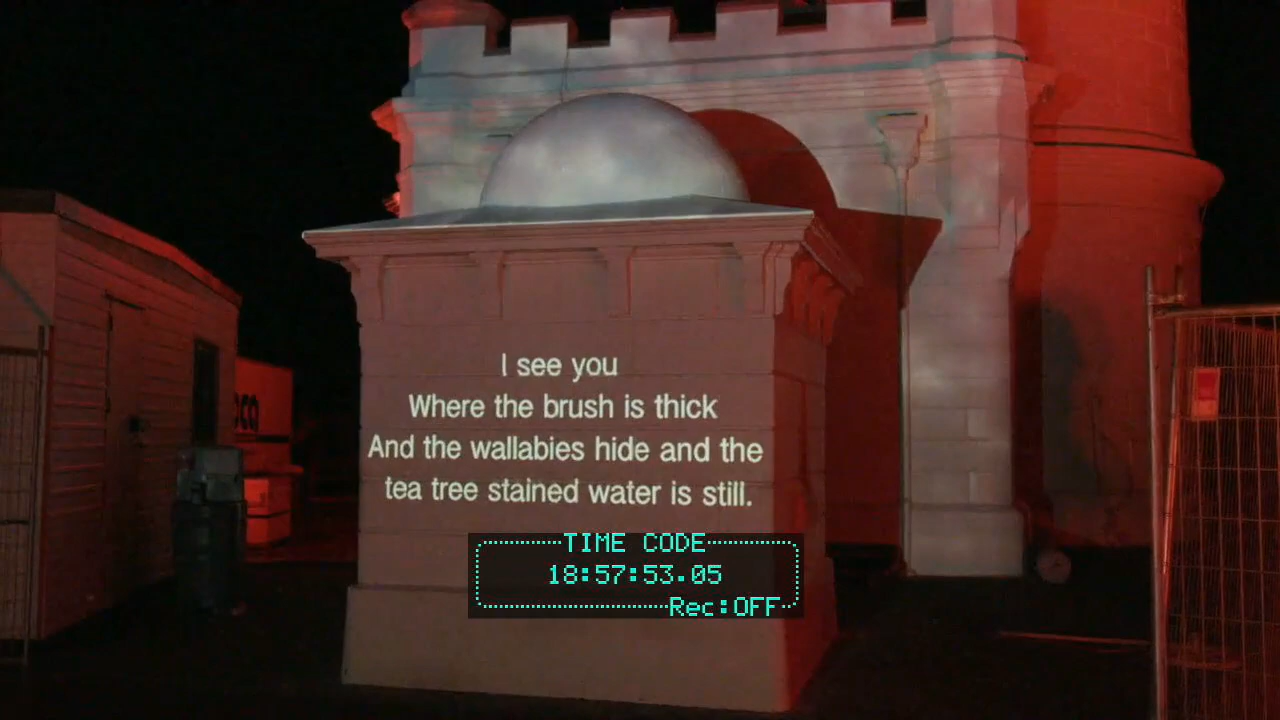 I see you
Where the brush is thick
And the wallabies hide and the
tea tree stained water is still.
TIME CODE
18:57:53.05
Rec:OFF